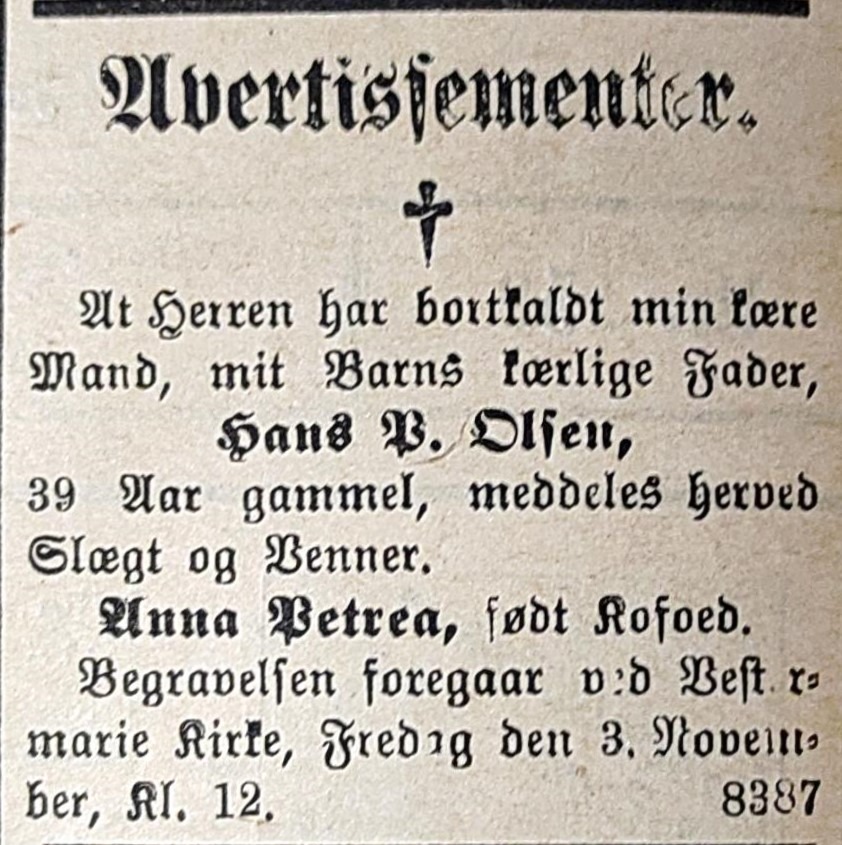 Avertissementer.
†
At Herren har bortkaldt min kære
Mand, mit Barns kærlige Fader,
Hans P. Olsen,
39 Aar gammel, meddeles herved
Slægt og Venner.
Anna Petrea, født Kofoed.
Begravelsen foregaar ved Vester-
marie Kirke, Fredag den 3. Novem-
ber, Kl. 12. 8387